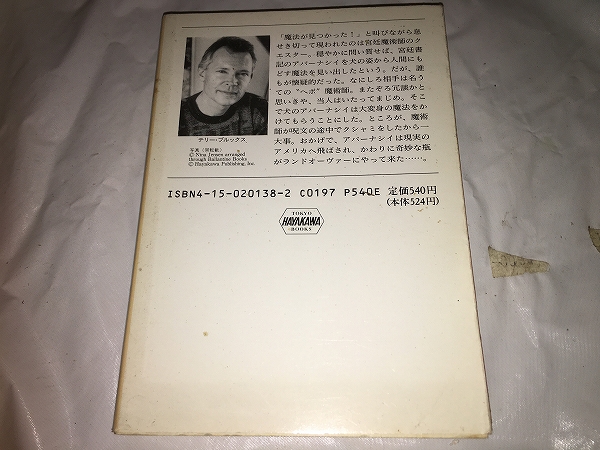 「魔法が見つかった！」と叫びながら息
せき切って現われたのは宮廷魔術師のク
エスター。穏やかに問い質せば、宮廷書
記のアバーナシイを犬の姿から人間にも
どす魔法を見い出したという。だが、誰
もが懐疑的だった。なにしろ相手は名う
ての〝ヘボ〟魔術師。またぞろ冗談かと
思いきや、当人はいたってまじめ。そこ
で犬のアバーナシイは大変身の魔法をか
けてもらうことにした。ところが、魔術
師が呪文の途中でクシャミをしたから一
大事。おかげで、アバーナシイは現実の
アメリカへ飛ばされ、かわりに奇妙な瓶
がランドオーヴァーにやって来た……。
テリー・ブルックス
© Nina
arranged
through Ballantine Books
© Hayakawa Publishing, Inc.
ISBN4-15-020138-2 C0197 P540E 定価540円
(本体524円)
TOKYO
HAYAKAWA
BOOKS